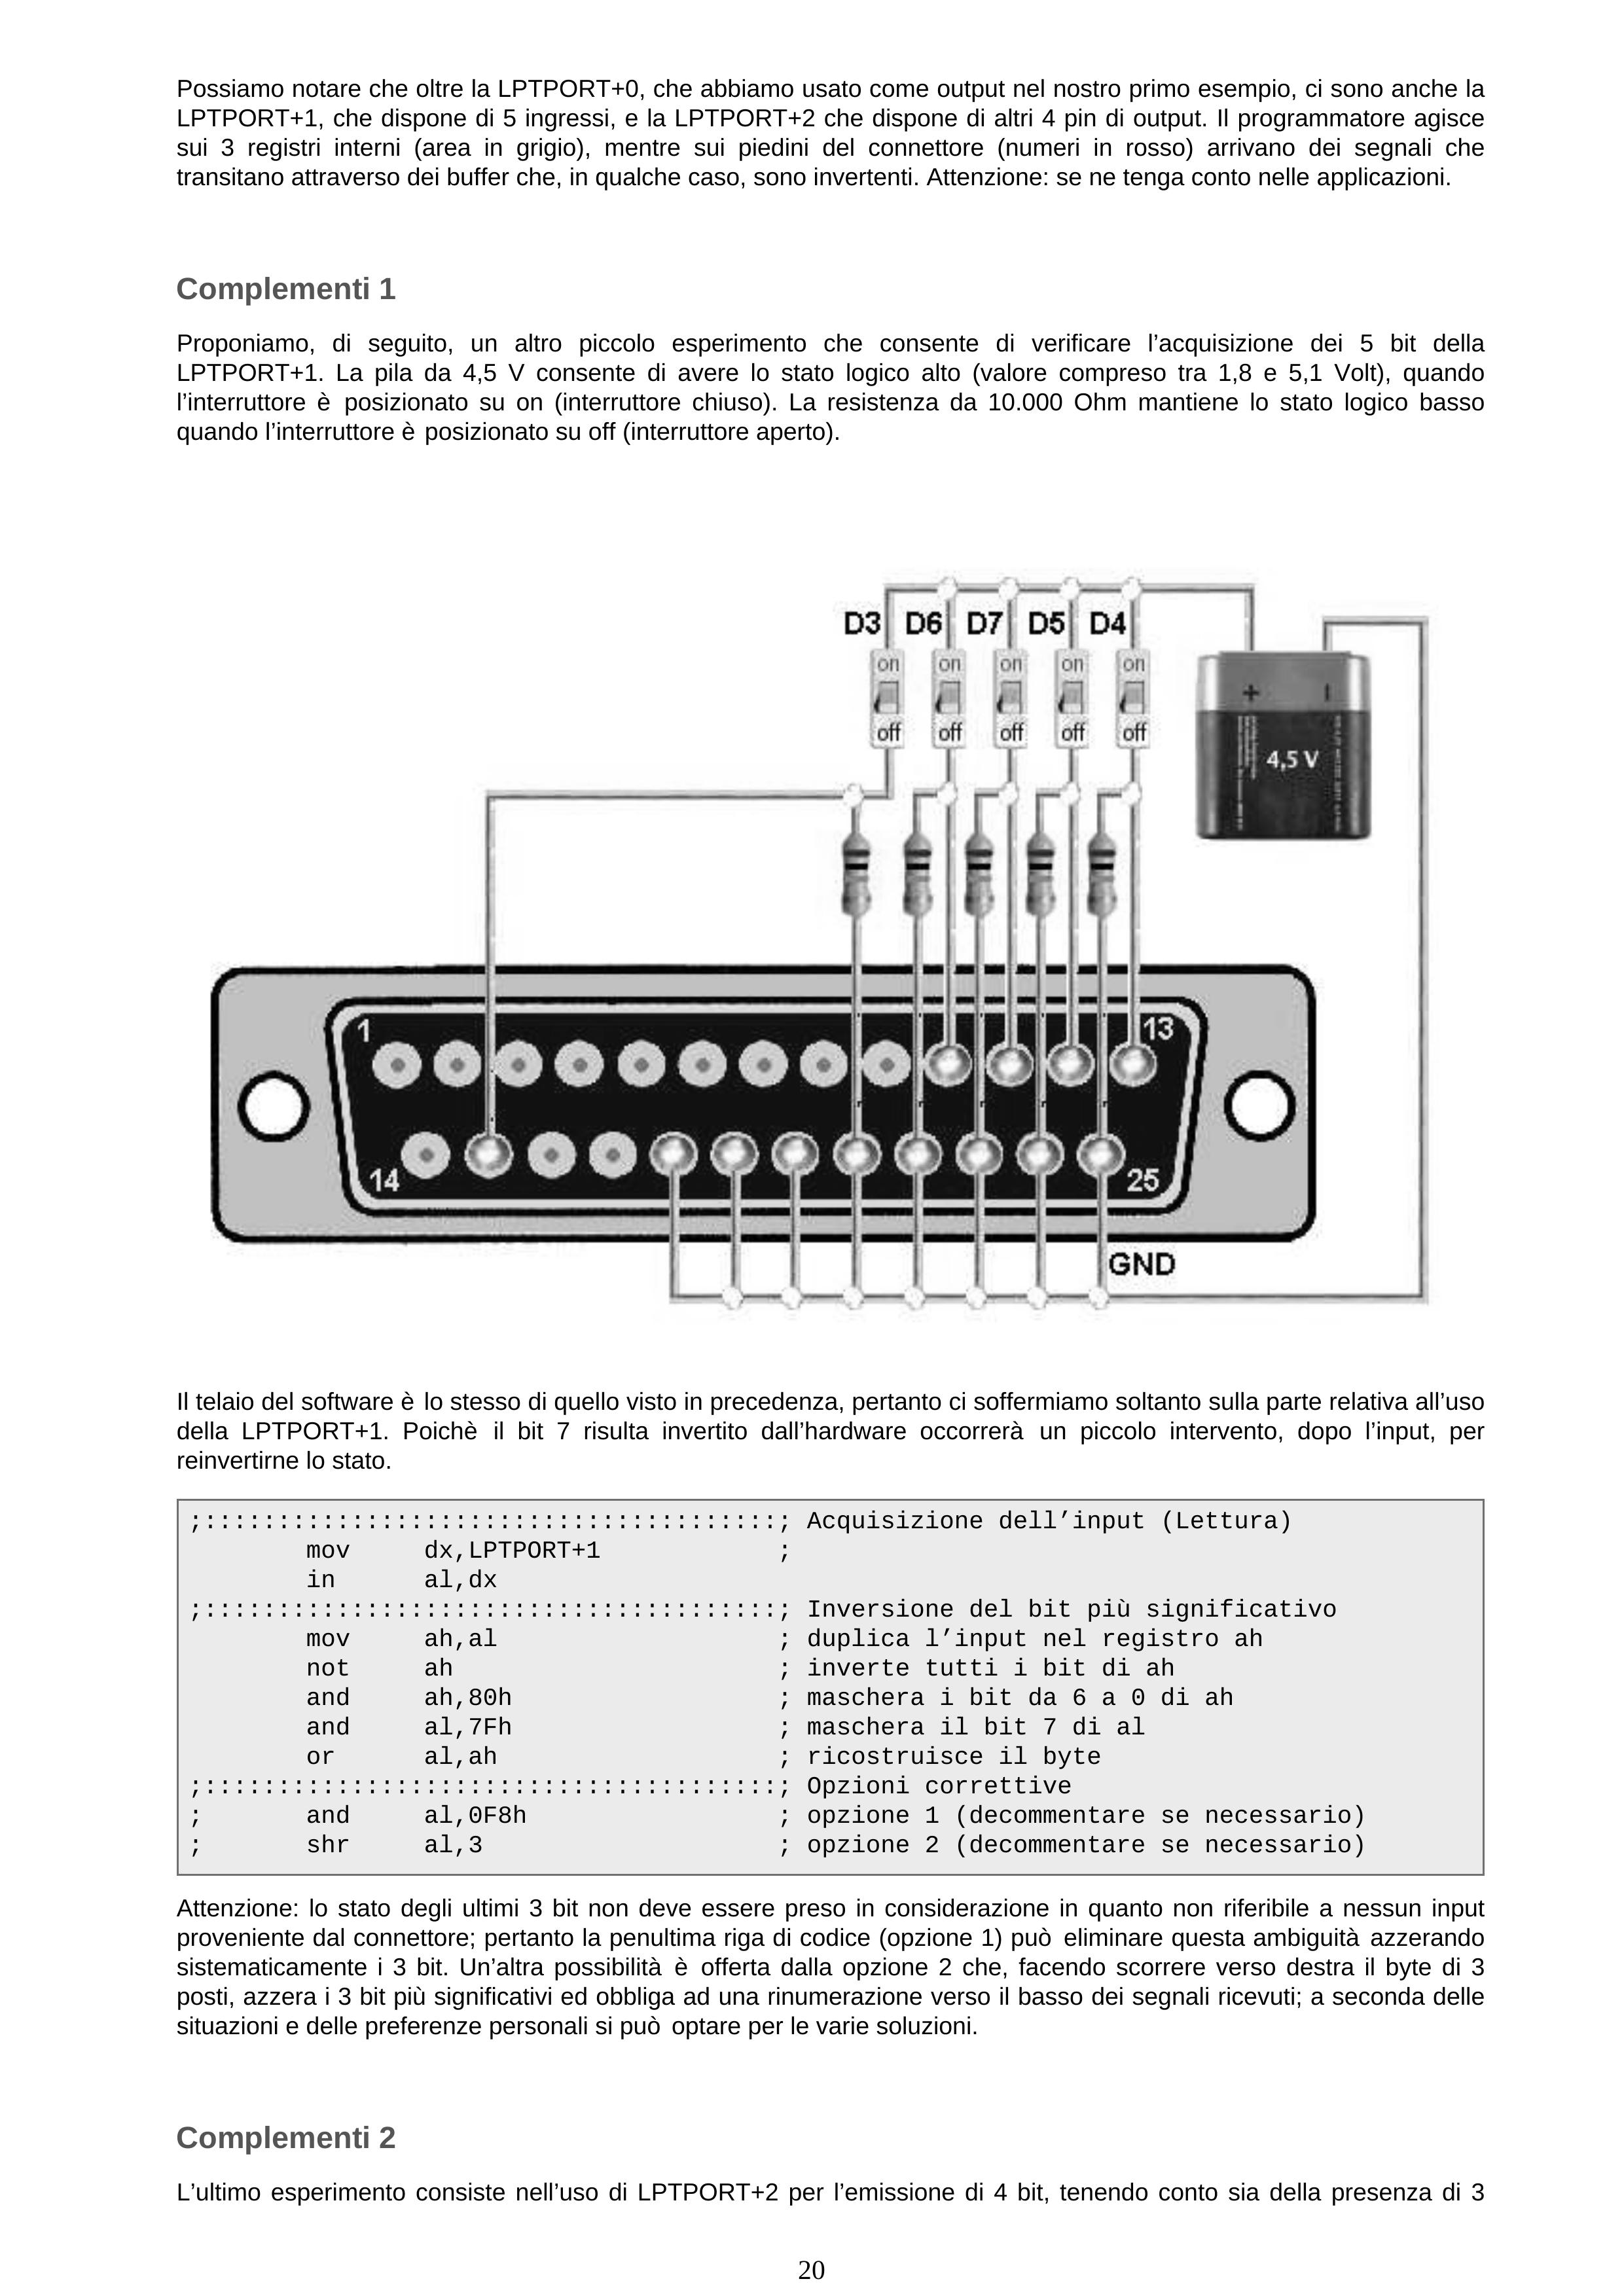 Possiamo notare che oltre la LPTPORT+0, che abbiamo usato come output nel nostro primo esempio, ci sono anche la
LPTPORT+1, che dispone di 5 ingressi, e la LPTPORT+2 che dispone di altri 4 pin di output. Il programmatore agisce
sui 3 registri interni (area in grigio), mentre sui piedini del connettore (numeri in rosso) arrivano dei segnali che
transitano attraverso dei buffer che, in qualche caso, sono invertenti. Attenzione: se ne tenga conto nelle applicazioni.
Complementi 1
Proponiamo, di seguito, un altro piccolo esperimento che consente di verificare l’acquisizione dei 5 bit della
LPTPORT+1. La pila da 4,5 V consente di avere lo stato logico alto (valore compreso tra 1,8 e 5,1 Volt), quando
l’interruttore è posizionato su on (interruttore chiuso). La resistenza da 10.000 Ohm mantiene lo stato logico basso
quando l’interruttore è posizionato su off (interruttore aperto).
D3 D6 D7 D5 D4
on on on on on
+ -
off off off off off
4,5 V
1 13
14 25
GND
Il telaio del software è lo stesso di quello visto in precedenza, pertanto ci soffermiamo soltanto sulla parte relativa all’uso
della LPTPORT+1. Poichè il bit 7 risulta invertito dall’hardware occorrerà un piccolo intervento, dopo l’input, per
reinvertirne lo stato.
;:::::::::::::::::::::::::::::::::::::::; Acquisizione dell’input (Lettura)
        mov     dx,LPTPORT+1            ;
        in      al,dx
;:::::::::::::::::::::::::::::::::::::::; Inversione del bit più significativo
        mov     ah,al                   ; duplica l’input nel registro ah
        not     ah                      ; inverte tutti i bit di ah
        and     ah,80h                  ; maschera i bit da 6 a 0 di ah
        and     al,7Fh                  ; maschera il bit 7 di al
        or      al,ah                   ; ricostruisce il byte
;:::::::::::::::::::::::::::::::::::::::; Opzioni correttive
;       and     al,0F8h                 ; opzione 1 (decommentare se necessario)
;       shr     al,3                    ; opzione 2 (decommentare se necessario)
Attenzione: lo stato degli ultimi 3 bit non deve essere preso in considerazione in quanto non riferibile a nessun input
proveniente dal connettore; pertanto la penultima riga di codice (opzione 1) può eliminare questa ambiguità azzerando
sistematicamente i 3 bit. Un’altra possibilità è offerta dalla opzione 2 che, facendo scorrere verso destra il byte di 3
posti, azzera i 3 bit più significativi ed obbliga ad una rinumerazione verso il basso dei segnali ricevuti; a seconda delle
situazioni e delle preferenze personali si può optare per le varie soluzioni.
Complementi 2
L’ultimo esperimento consiste nell’uso di LPTPORT+2 per l’emissione di 4 bit, tenendo conto sia della presenza di 3
20